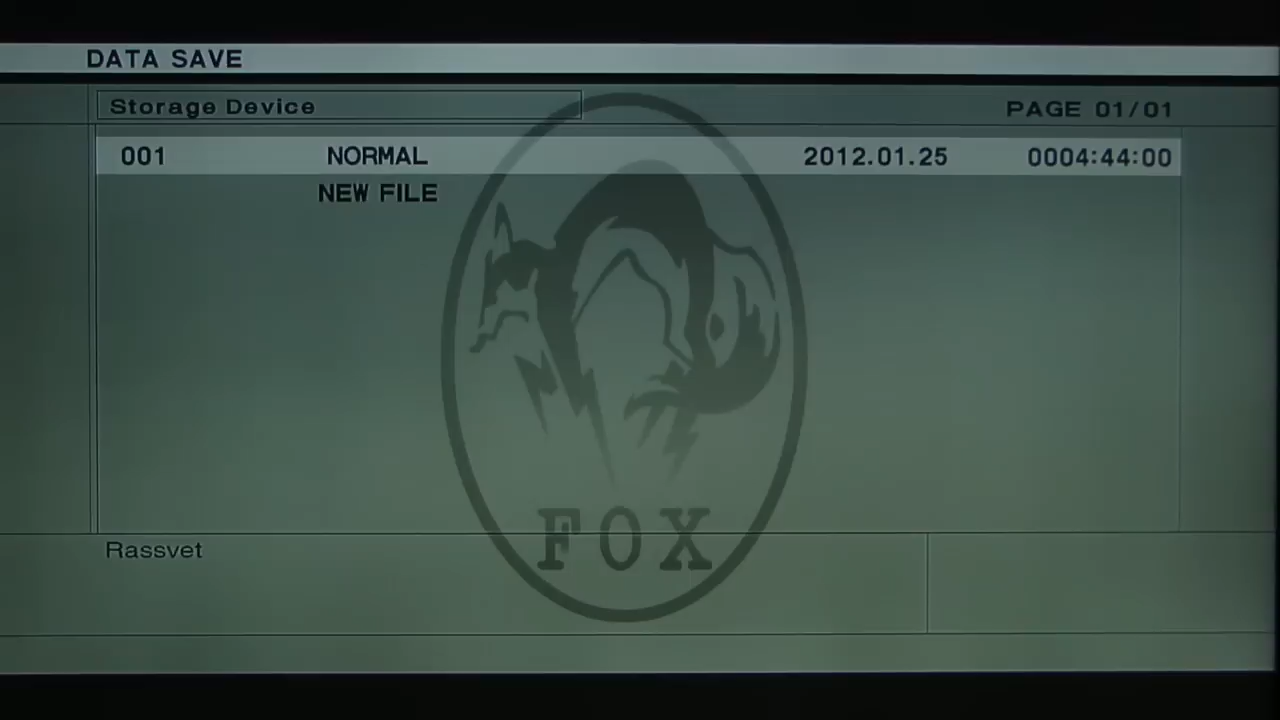 DATA SAVE
Storage Device PAGE 01/01
001 NORMAL 2012.01.25 0004:44:00
NEW FILE
Rassvet
FOX